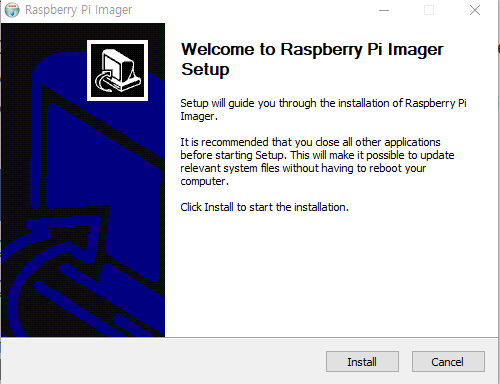 Raspberry Pi Imager
Welcome to Raspberry Pi Imager
Setup
Setup will guide you through the installation of Raspberry Pi
Imager.
It is recommended that you close all other applications
before starting Setup. This will make it possible to update
relevant system files without having to reboot your
computer.
Click Install to start the installation.
Install
Cancel